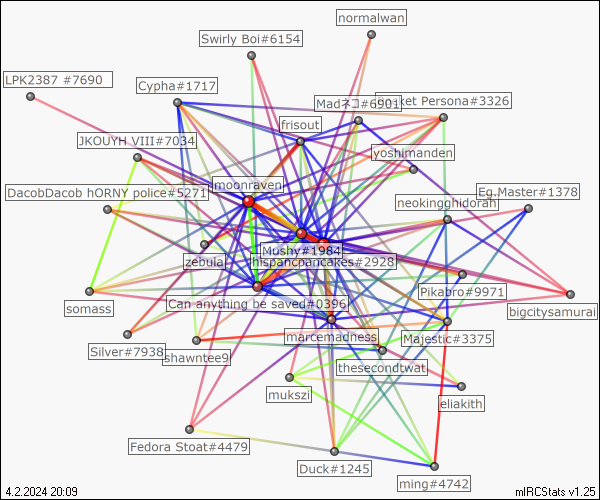 normalwan
Swirly Boi#6154
LPK2387 #7690
Cypha#1717
Madネコ#6901
ket Persona#3326
frisout
JKOUYH VIII#7034
yoshimanden
moonraven
DacobDacob hORNY police#5271
Eg.Master#1378
neokingghidorah
Mushy#1984
zebula
hispancpancakes#2928
Pikabro#9971
somass
Can anything be saved#0396
bigcitysamurai
marcemadness
Majestic#3375
Silver#7938
shawntee9
thesecondtwat
mukszi
eliakith
Fedora Stoat#4479
Duck#1245
ming#4742
4.2.2024 20:09
mIRCStats v1.25